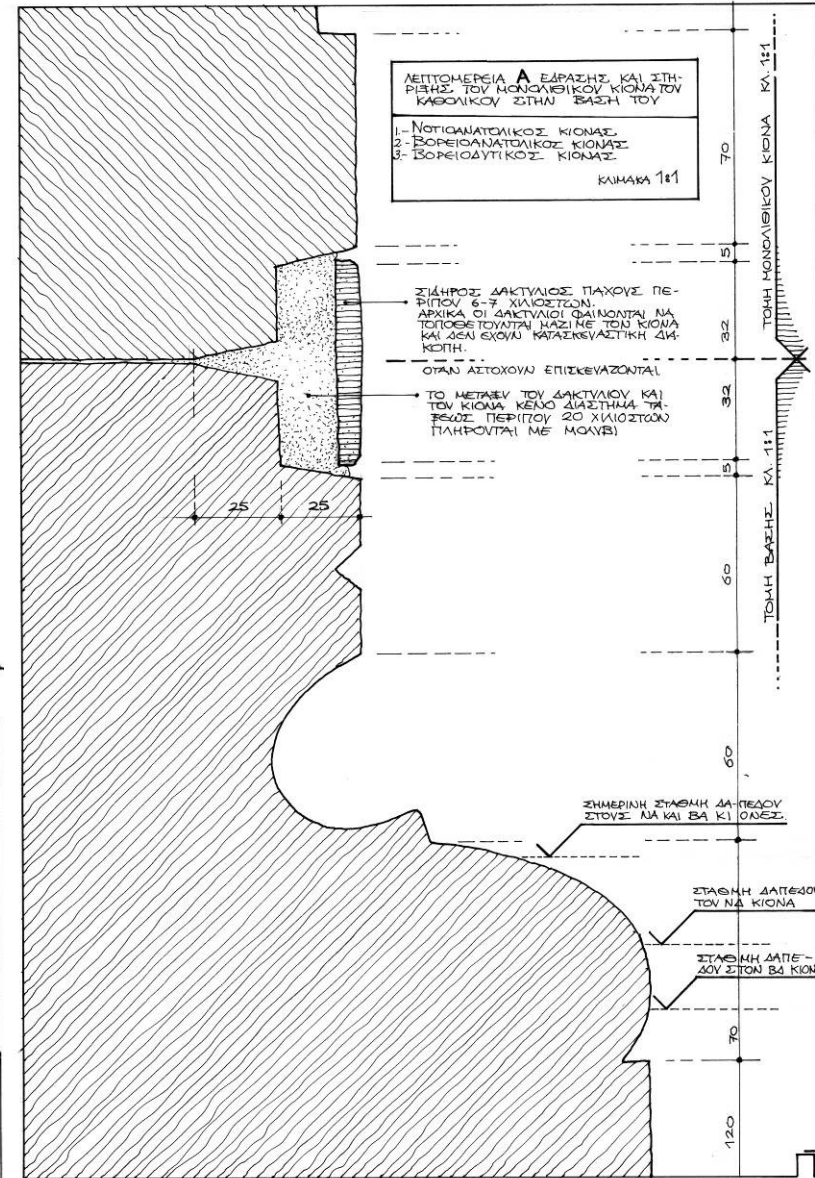 ΛΕΠΤΟΜΕΡΕΙΑ Α ΕΔΡΑΣΗΣ ΚΑΙ ΣΤΗ-
ΡΙΞΗΣ ΤΟΥ ΜΟΝΟΛΙΘΙΚΟΥ ΚΙΟΝΑ ΤΟΥ
ΚΑΘΟΛΙΚΟΥ ΣΤΗΝ ΒΑΣΗ ΤΟΥ
1.- ΝΟΤΙΟΑΝΑΤΟΛΙΚΟΣ ΚΙΟΝΑΣ
2.- ΒΟΡΕΙΟΑΝΑΤΟΛΙΚΟΣ ΚΙΟΝΑΣ
3.- ΒΟΡΕΙΟΔΥΤΙΚΟΣ ΚΙΟΝΑΣ
ΚΛΙΜΑΚΑ 1:1
ΣΙΔΗΡΟΣ ΔΑΚΤΥΛΙΟΣ ΠΑΧΟΥΣ ΠΕ-
ΡΙΠΟΥ 6-7 ΧΙΛΙΟΣΤΩΝ.
ΑΡΧΙΚΑ ΟΙ ΔΑΚΤΥΛΙΟΙ ΦΑΙΝΟΝΤΑΙ ΝΑ
ΤΟΠΟΘΕΤΟΥΝΤΑΙ ΜΑΖΙ ΜΕ ΤΟΝ ΚΙΟΝΑ
ΚΑΙ ΔΕΝ ΕΧΟΥΝ ΚΑΤΑΣΚΕΥΑΣΤΙΚΗ ΔΙΑ-
ΚΟΠΗ.
ΟΤΑΝ ΑΣΤΟΧΟΥΝ ΕΠΙΣΚΕΥΑΖΟΝΤΑΙ
ΤΟ ΜΕΤΑΞΥ ΤΟΥ ΔΑΚΤΥΛΙΟΥ ΚΑΙ
ΤΟΥ ΚΙΟΝΑ ΚΕΝΟ ΔΙΑΣΤΗΜΑ ΤΑ-
ΞΕΩΣ ΠΕΡΙΠΟΥ 20 ΧΙΛΙΟΣΤΩΝ
ΠΛΗΡΟΥΤΑΙ ΜΕ ΜΟΛΥΒΙ
25
25
70
5
32
32
5
60
60
70
120
ΤΟΜΗ ΜΟΝΟΛΙΘΙΚΟΥ ΚΙΟΝΑ ΚΛ. 1:1
ΤΟΜΗ ΒΑΣΗΣ ΚΛ. 1:1
ΣΗΜΕΡΙΝΗ ΣΤΑΘΜΗ ΔΑΠΕΔΟΥ
ΣΤΟΥΣ ΝΑ ΚΑΙ ΒΑ ΚΙΟΝΕΣ.
ΣΤΑΘΜΗ ΔΑΠΕΔΟΥ
ΤΟΥ ΝΔ ΚΙΟΝΑ
ΣΤΑΘΜΗ ΔΑΠΕ-
ΔΟΥ ΣΤΟΝ ΒΔ ΚΙΟΝ